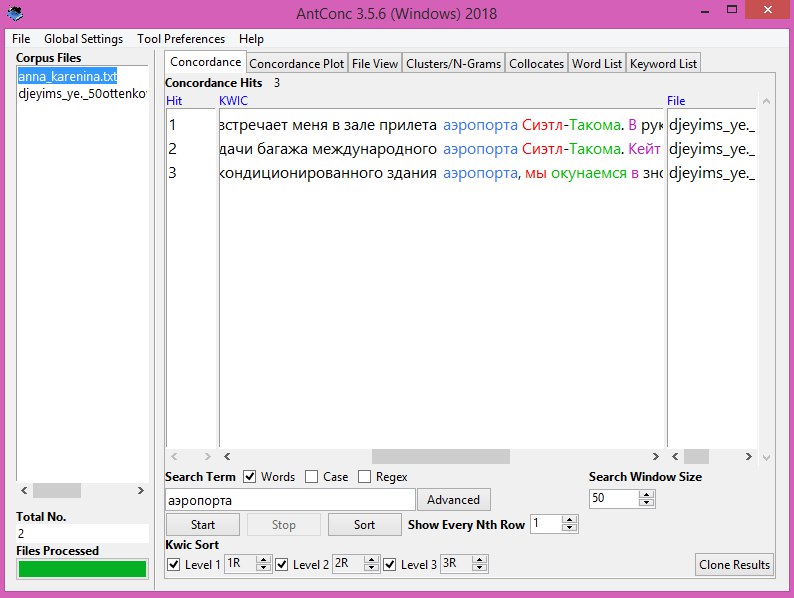 AntConc 3.5.6 (Windows) 2018
File Global Settings Tool Preferences Help
Corpus Files
anna_karenina.txt
djeyims_ye._50ottenko
Concordance Concordance Plot File View Clusters/N-Grams Collocates Word List Keyword List
Concordance Hits 3
Hit KWIC File
1 встречает меня в зале прилета аэропорта Сиэтл-Такома. В рук djeyims_ye._
2 дачи багажа международного аэропорта Сиэтл-Такома. Кейт djeyims_ye._
3 кондиционированного здания аэропорта, мы окунаемся в зно djeyims_ye._
Search Term Words Case Regex Search Window Size
аэропорта Advanced 50
Start Stop Sort Show Every Nth Row 1
Kwic Sort
Level 1 1R Level 2 2R Level 3 3R Clone Results
Total No.
2
Files Processed